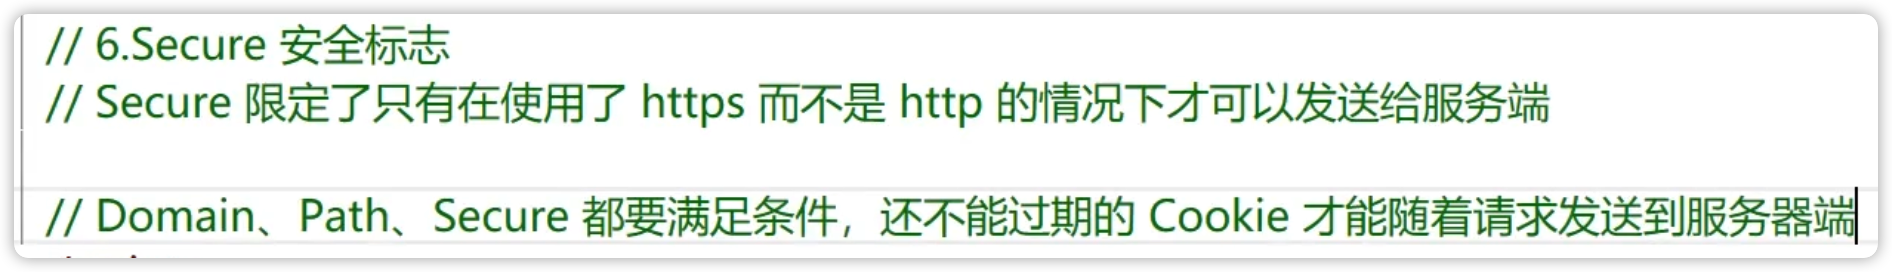 // 6.Secure 安全标志
// Secure 限定了只有在使用了 https 而不是 http 的情况下才可以发送给服务端
// Domain、Path、Secure 都要满足条件，还不能过期的 Cookie 才能随着请求发送到服务器端